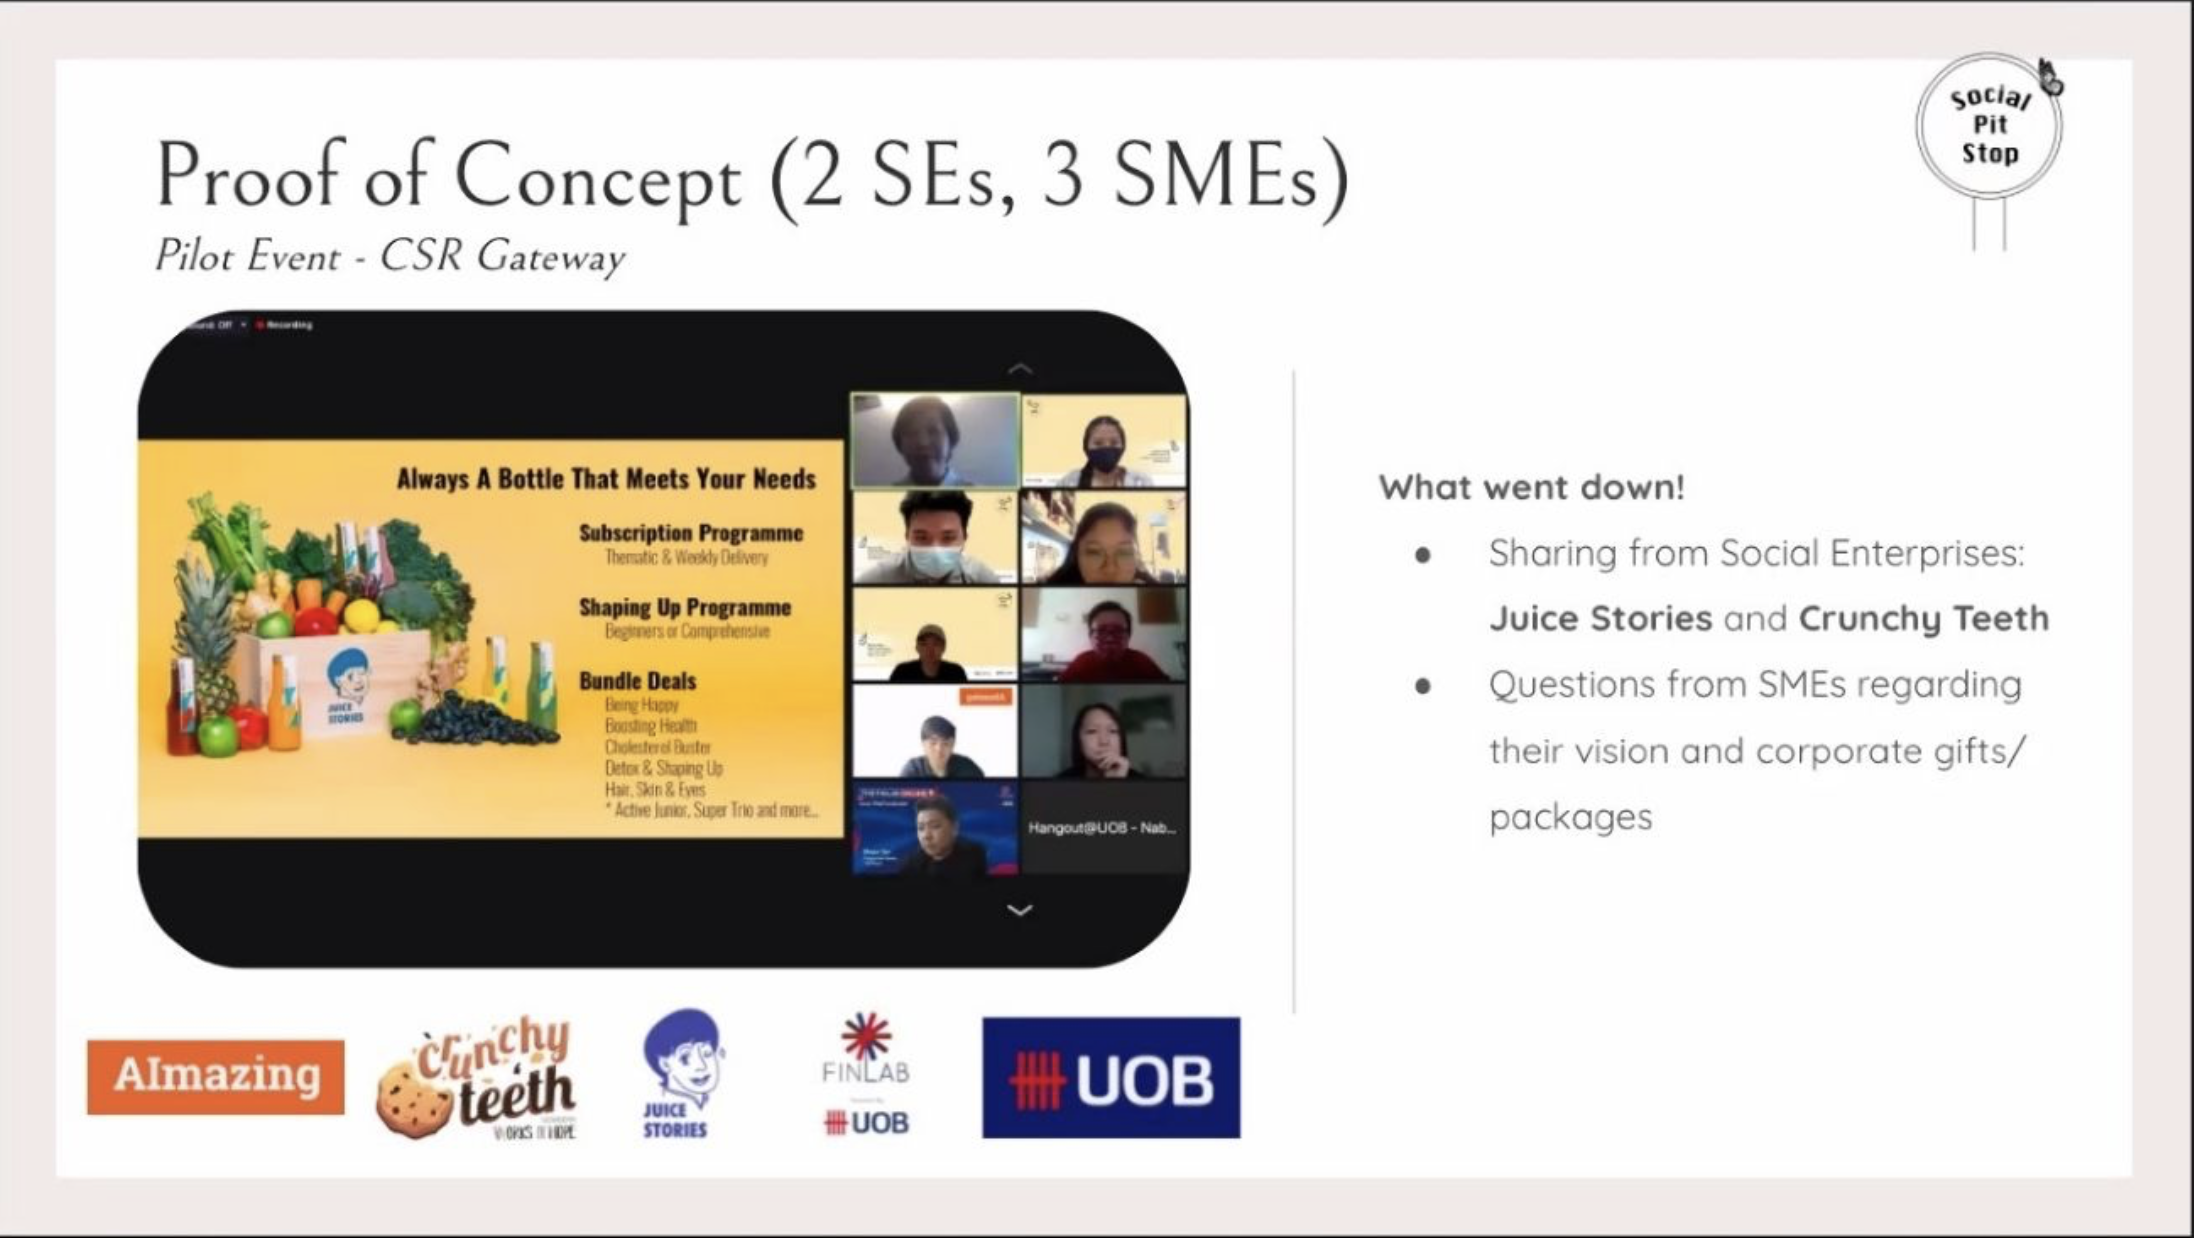 Social
Pit
Stop
Proof of Concept (2 SEs, 3 SMEs)
Pilot Event - CSR Gateway
Off
Recording
Always A Bottle That Meets Your Needs
Subscription Programme
Thematic & Weekly Delivery
Shaping Up Programme
Beginners or Comprehensive
Bundle Deals
Being Happy
Boosting Health
Cholesterol Buster
Detox & Shaping Up
Hair, Skin & Eyes
* Active Junior, Super Trio and more...
JUICE
STORIES
Hangout@UOB - Nab...
What went down!
● Sharing from Social Enterprises:
Juice Stories and Crunchy Teeth
● Questions from SMEs regarding
their vision and corporate gifts/
packages
AImazing
crunchy
teeth
WORKS OF HOPE
JUICE
STORIES
FINLAB
UOB
UOB